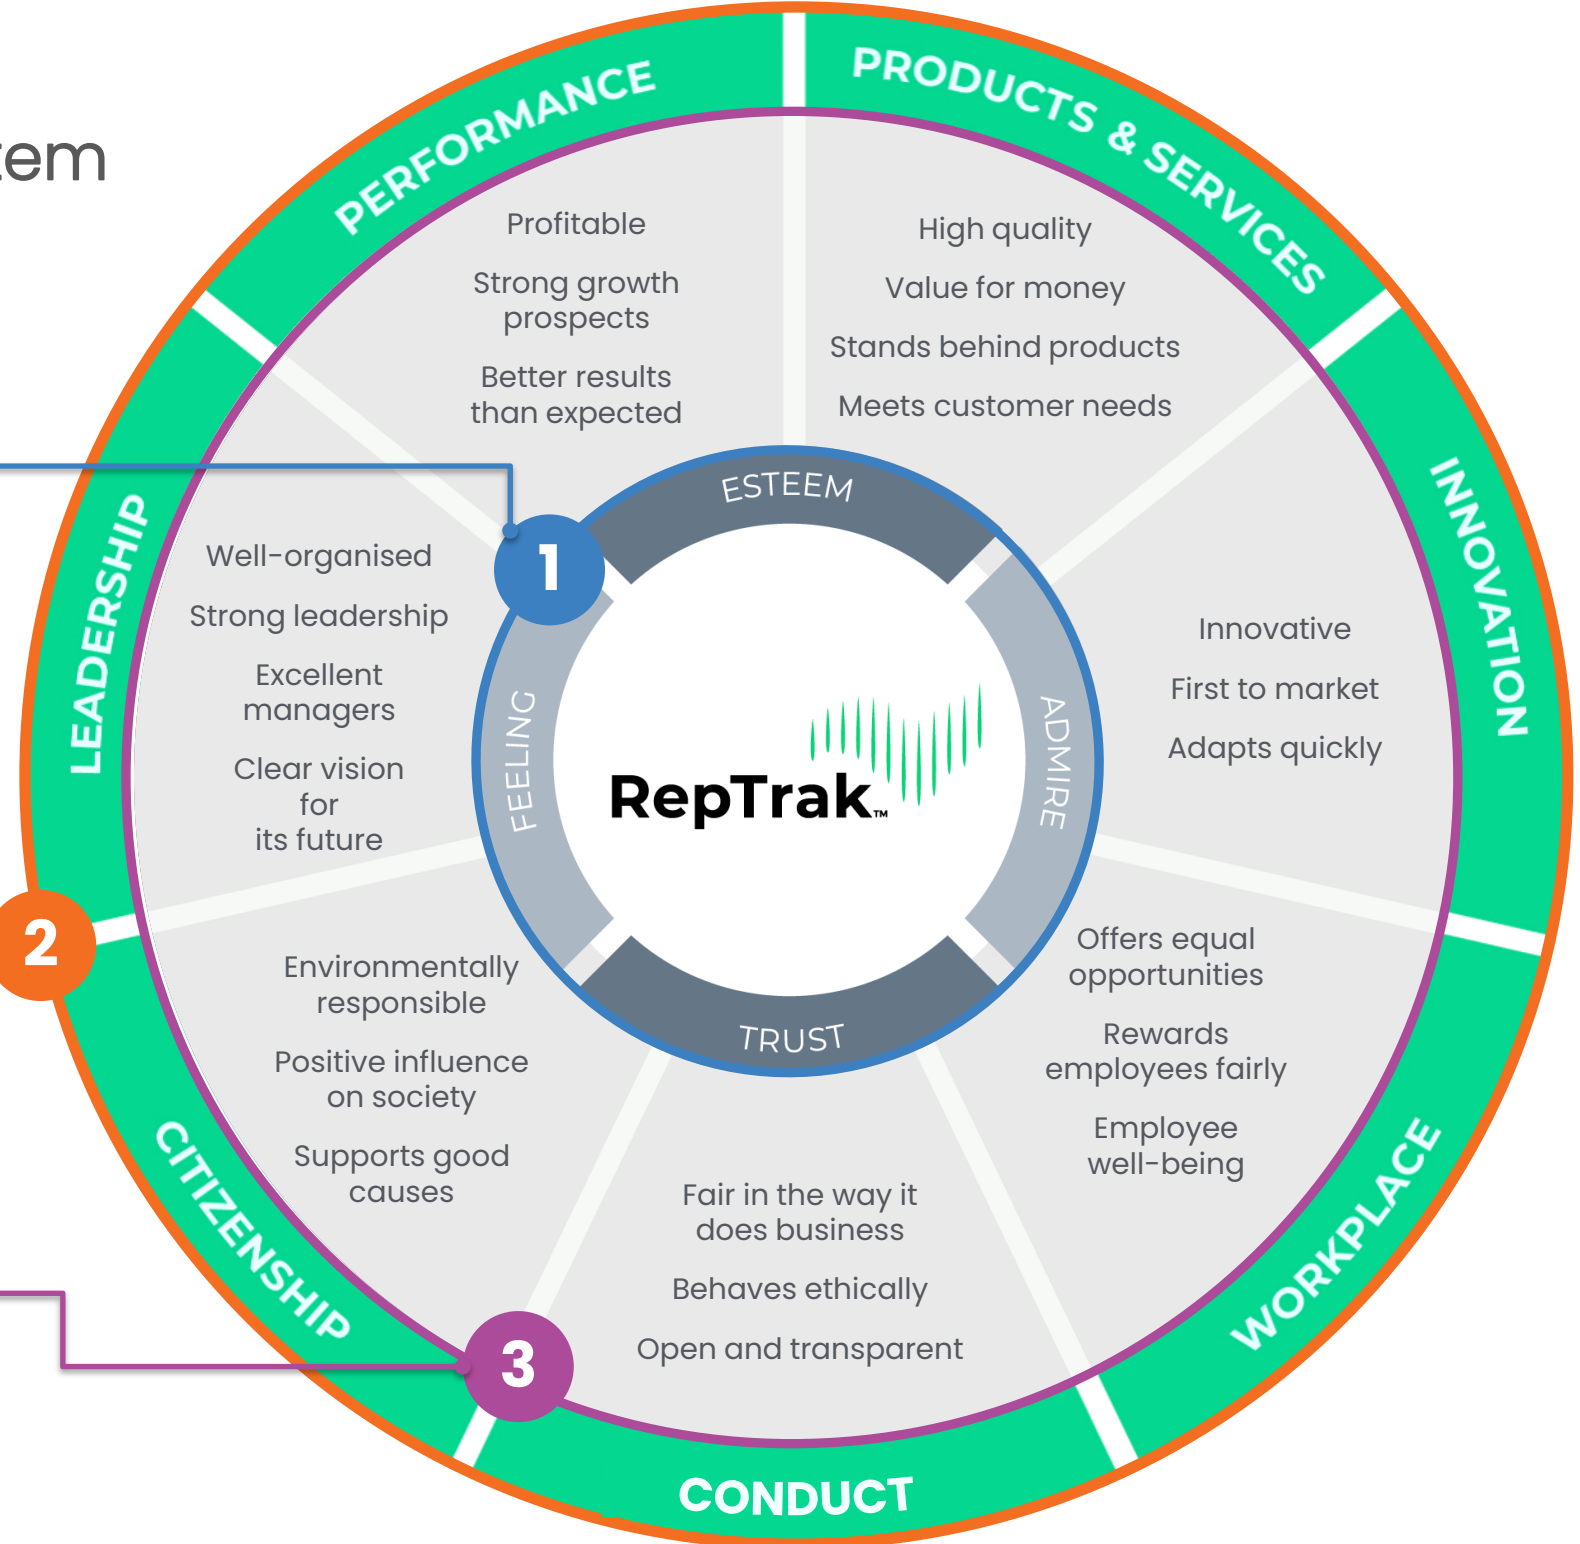 tem
PERFORMANCE
Profitable
Strong growth
prospects
Better results
than expected
PRODUCTS & SERVICES
High quality
Value for money
Stands behind products
Meets customer needs
INNOVATION
Innovative
First to market
Adapts quickly
WORKPLACE
Offers equal
opportunities
Rewards
employees fairly
Employee
well-being
CONDUCT
Fair in the way it
does business
Behaves ethically
Open and transparent
CITIZENSHIP
Environmentally
responsible
Positive influence
on society
Supports good
causes
LEADERSHIP
Well-organised
Strong leadership
Excellent
managers
Clear vision
for
its future
ESTEEM
ADMIRE
TRUST
FEELING
RepTrak™
1
2
3